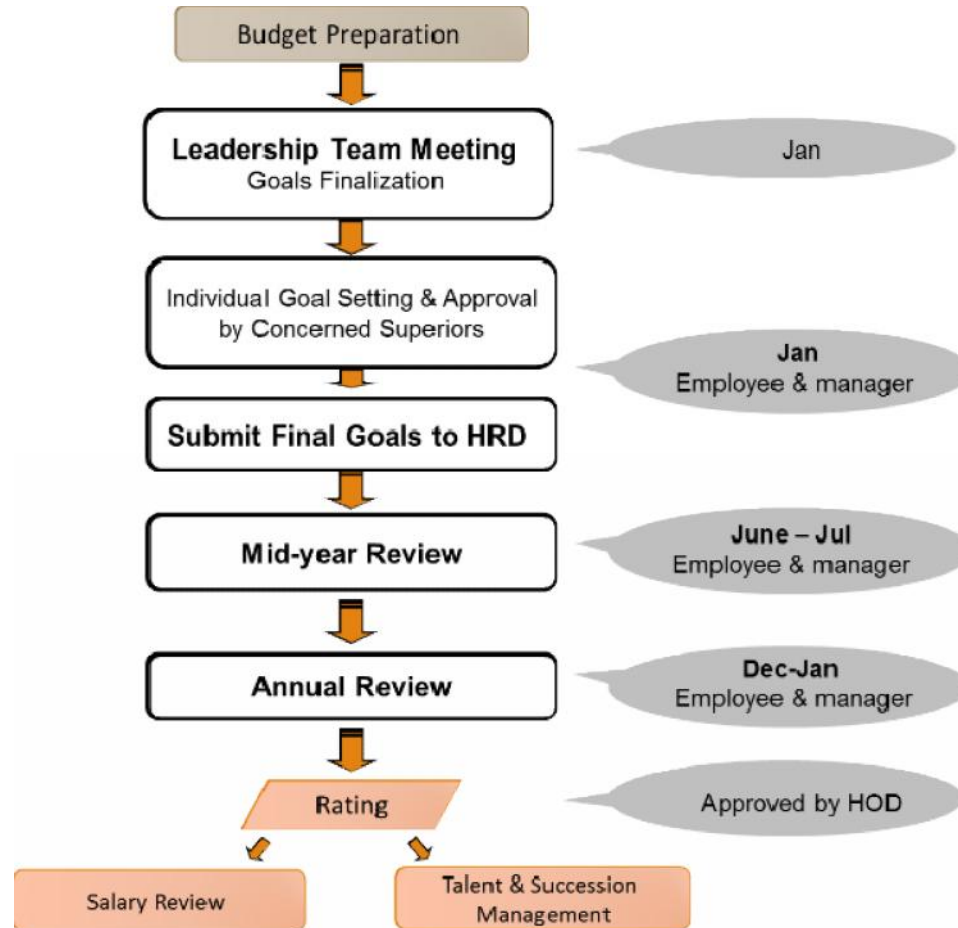 Budget Preparation
Leadership Team Meeting
Goals Finalization
Jan
Individual Goal Setting & Approval
by Concerned Superiors
Jan
Employee & manager
Submit Final Goals to HRD
Mid-year Review
June – Jul
Employee & manager
Annual Review
Dec-Jan
Employee & manager
Rating
Approved by HOD
Salary Review
Talent & Succession
Management